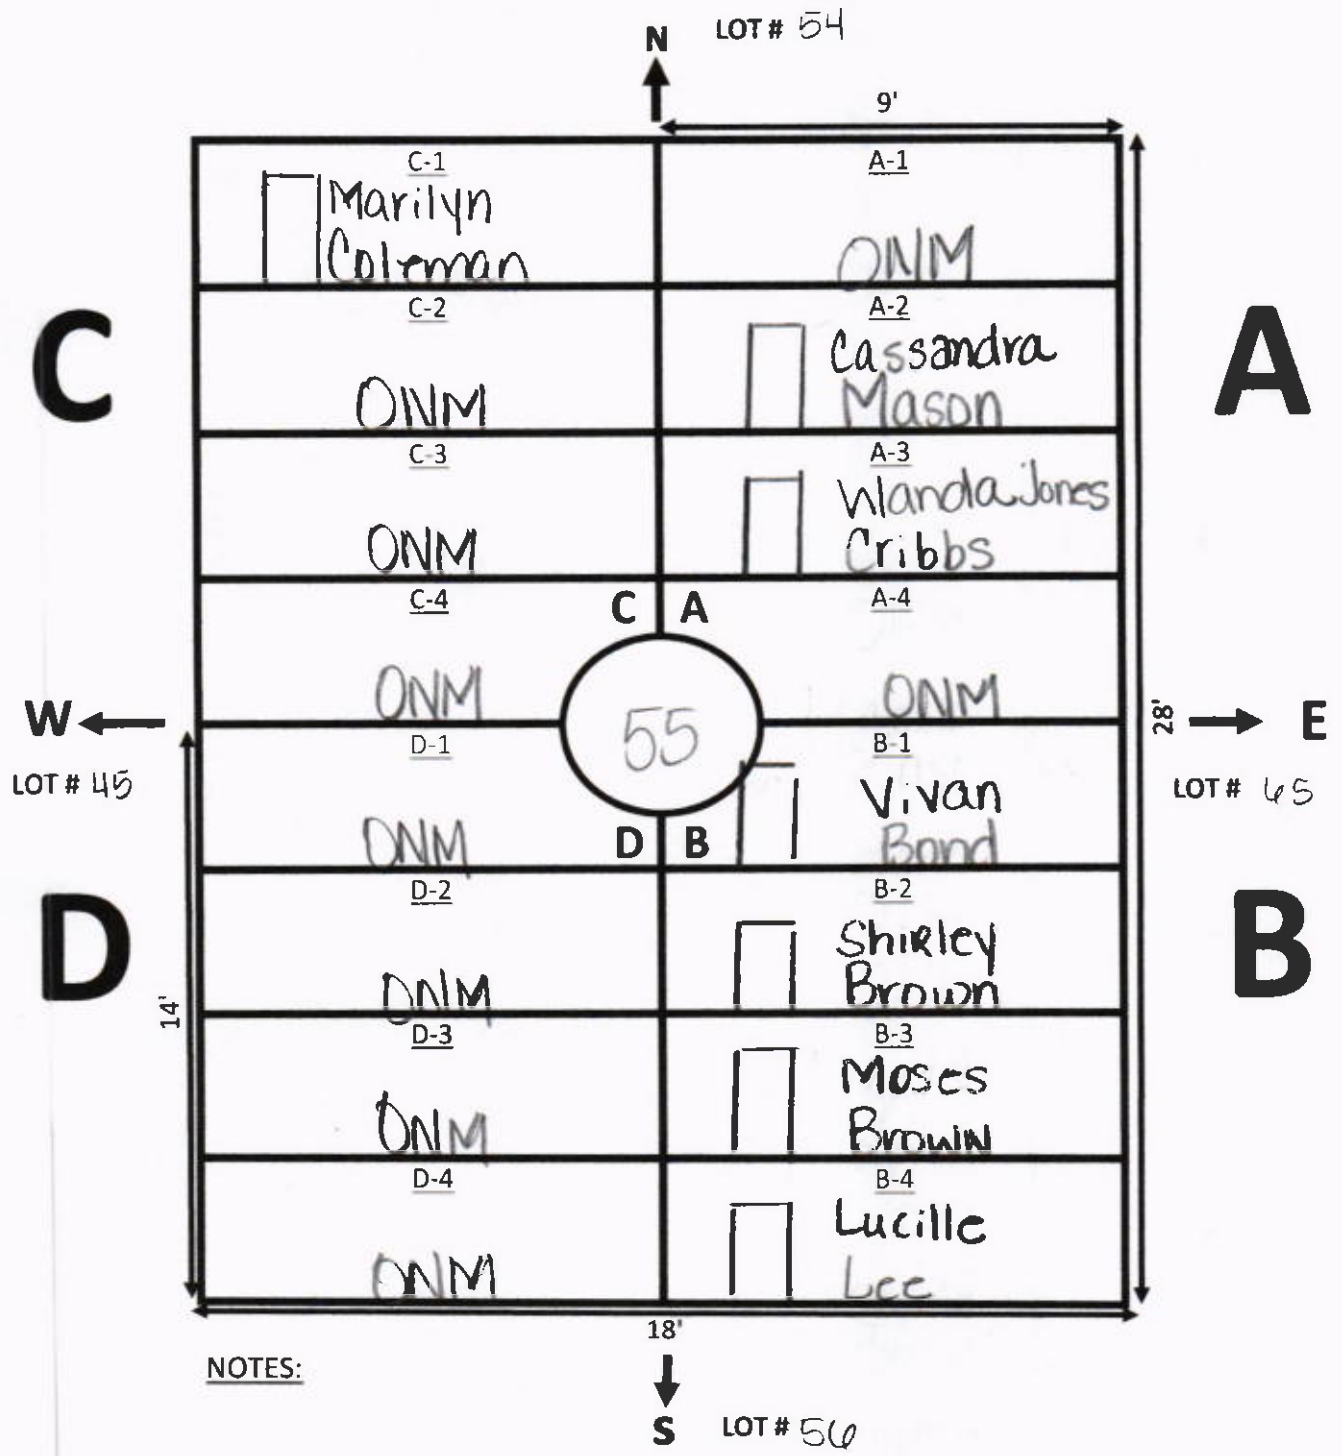 N LOT # 54
9'
C-1 A-1
Marilyn
Coleman ONM
C-2 A-2
Cassandra
ONM Mason
C-3 A-3
Wanda Jones
ONM Cribbs
C A
C-4 C A A-4
ONM ONM
W 55 28' E
D-1 B-1
LOT # 45 Vivan LOT # 65
ONM D B Bond
D-2 B-2
Shirley
D B
ONM Brown
14'
D-3 B-3
Moses
ONM Brown
D-4 B-4
Lucille
ONM Lee
18'
NOTES:
S LOT # 56